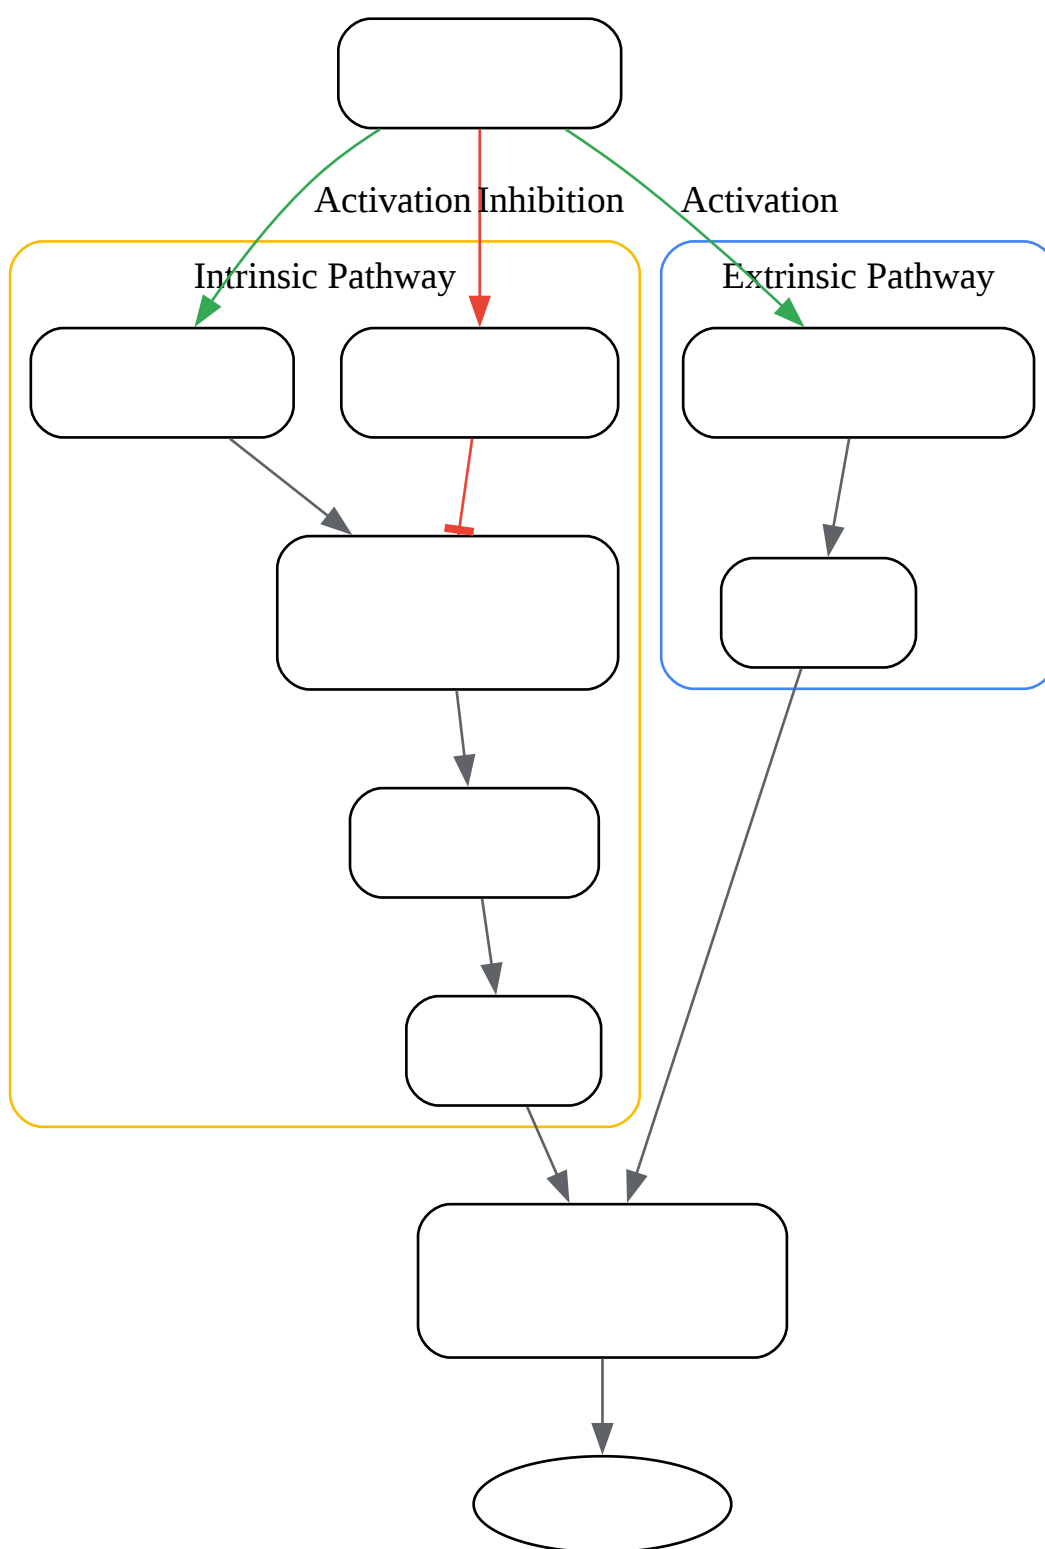 Activation
Inhibition
Activation
Intrinsic Pathway
Extrinsic Pathway